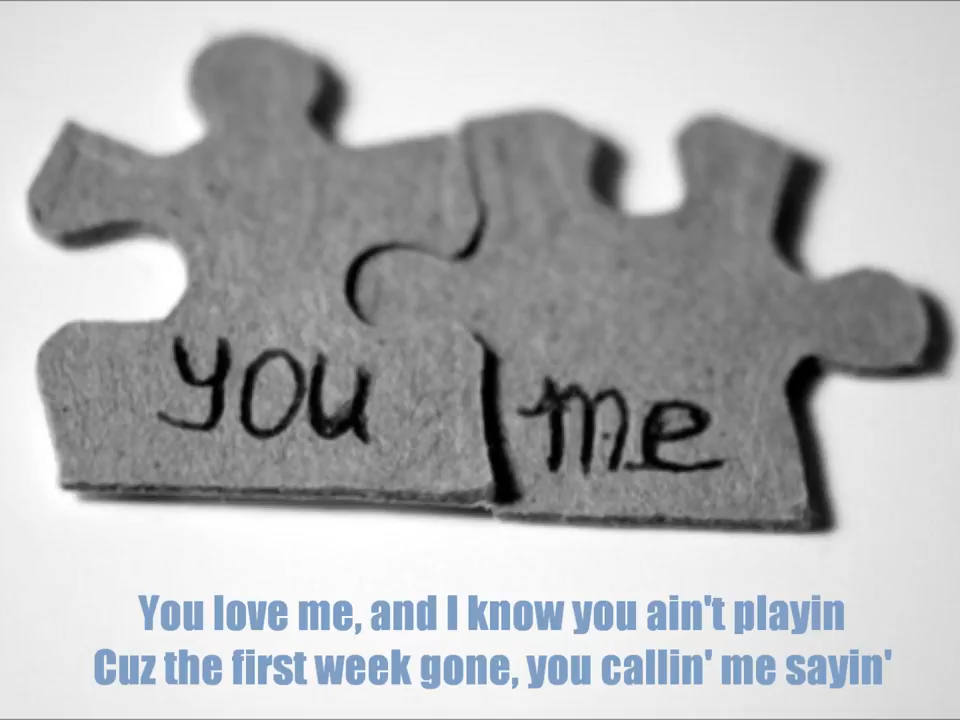 you me
You love me, and I know you ain't playin
Cuz the first week gone, you callin' me sayin'